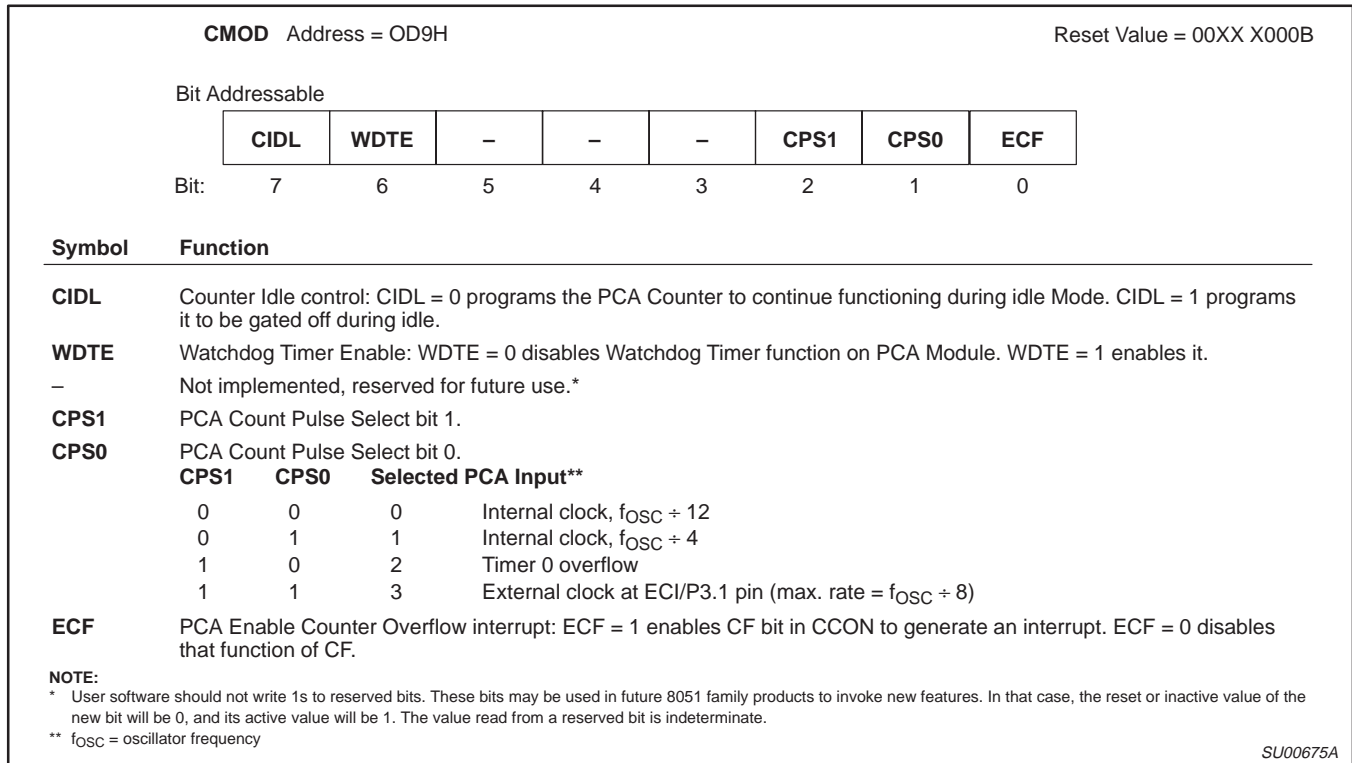 CMOD Address = OD9H Reset Value = 00XX X000B
Bit Addressable
CIDL WDTE – – – CPS1 CPS0 ECF
Bit: 7 6 5 4 3 2 1 0
Symbol Function
CIDL Counter Idle control: CIDL = 0 programs the PCA Counter to continue functioning during idle Mode. CIDL = 1 programs
it to be gated off during idle.
WDTE Watchdog Timer Enable: WDTE = 0 disables Watchdog Timer function on PCA Module. WDTE = 1 enables it.
– Not implemented, reserved for future use.*
CPS1 PCA Count Pulse Select bit 1.
CPS0 PCA Count Pulse Select bit 0.
CPS1 CPS0 Selected PCA Input**
0 0 0 Internal clock, fOSC ÷ 12
0 1 1 Internal clock, fOSC ÷ 4
1 0 2 Timer 0 overflow
1 1 3 External clock at ECI/P3.1 pin (max. rate = fOSC ÷ 8)
ECF PCA Enable Counter Overflow interrupt: ECF = 1 enables CF bit in CCON to generate an interrupt. ECF = 0 disables
that function of CF.
NOTE:
* User software should not write 1s to reserved bits. These bits may be used in future 8051 family products to invoke new features. In that case, the reset or inactive value of the
new bit will be 0, and its active value will be 1. The value read from a reserved bit is indeterminate.
** fOSC = oscillator frequency
SU00675A